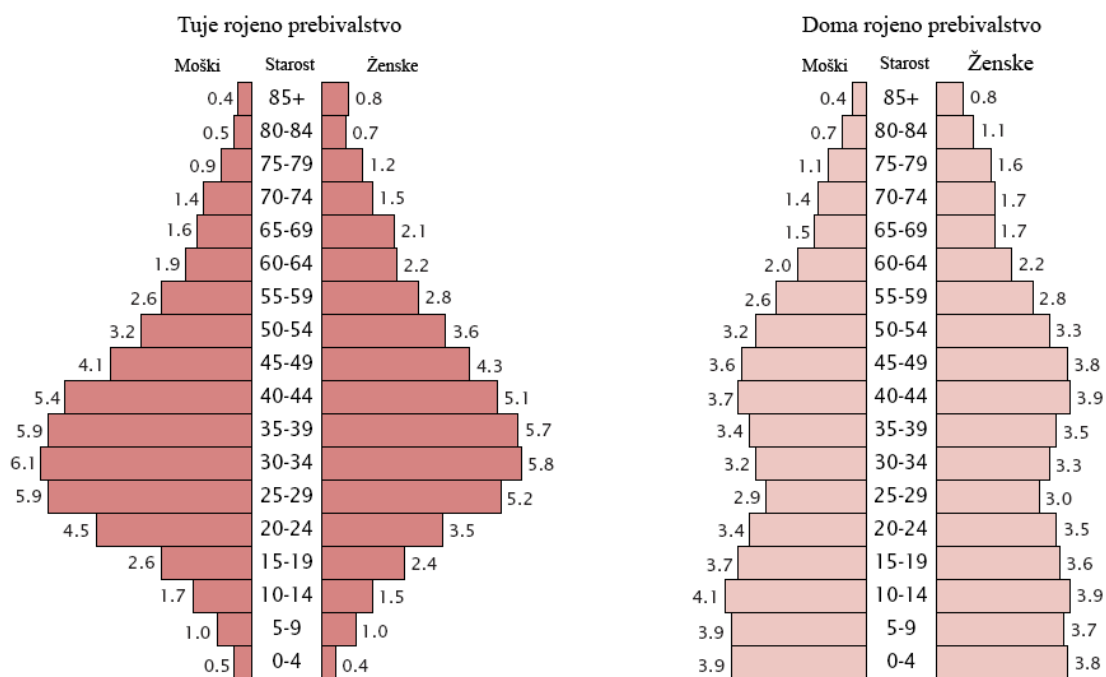 Tuje rojeno prebivalstvo
Moški Starost Ženske
0.4 85+ 0.8
0.5 80-84 0.7
0.9 75-79 1.2
1.4 70-74 1.5
1.6 65-69 2.1
1.9 60-64 2.2
2.6 55-59 2.8
3.2 50-54 3.6
4.1 45-49 4.3
5.4 40-44 5.1
5.9 35-39 5.7
6.1 30-34 5.8
5.9 25-29 5.2
4.5 20-24 3.5
2.6 15-19 2.4
1.7 10-14 1.5
1.0 5-9 1.0
0.5 0-4 0.4
Doma rojeno prebivalstvo
Moški Starost Ženske
0.4 85+ 0.8
0.7 80-84 1.1
1.1 75-79 1.6
1.4 70-74 1.7
1.5 65-69 1.7
2.0 60-64 2.2
2.6 55-59 2.8
3.2 50-54 3.3
3.6 45-49 3.8
3.7 40-44 3.9
3.4 35-39 3.5
3.2 30-34 3.3
2.9 25-29 3.0
3.4 20-24 3.5
3.7 15-19 3.6
4.1 10-14 3.9
3.9 5-9 3.7
3.9 0-4 3.8